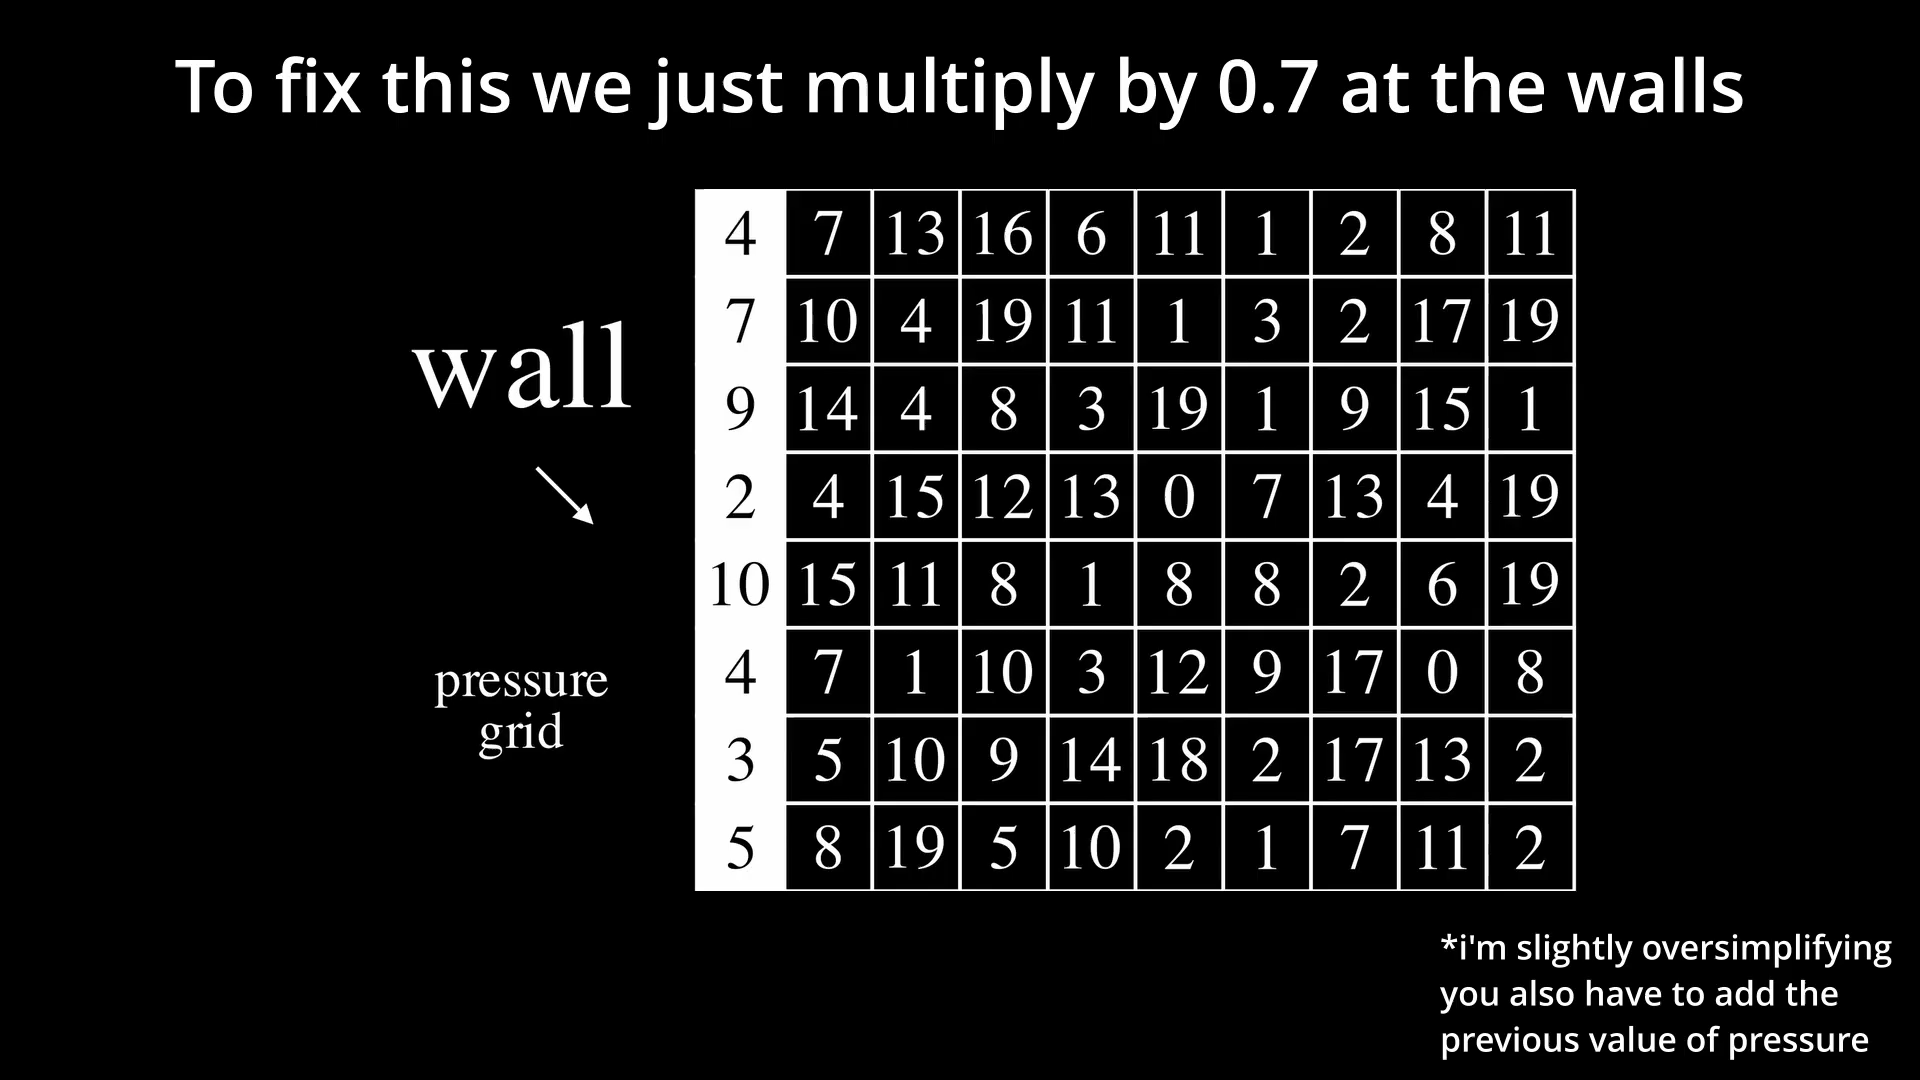 To fix this we just multiply by 0.7 at the walls
wall
pressure
grid
4 7 13 16 6 11 1 2 8 11
7 10 4 19 11 1 3 2 17 19
9 14 4 8 3 19 1 9 15 1
2 4 15 12 13 0 7 13 4 19
10 15 11 8 1 8 8 2 6 19
4 7 1 10 3 12 9 17 0 8
3 5 10 9 14 18 2 17 13 2
5 8 19 5 10 2 1 7 11 2
*i'm slightly oversimplifying
you also have to add the
previous value of pressure